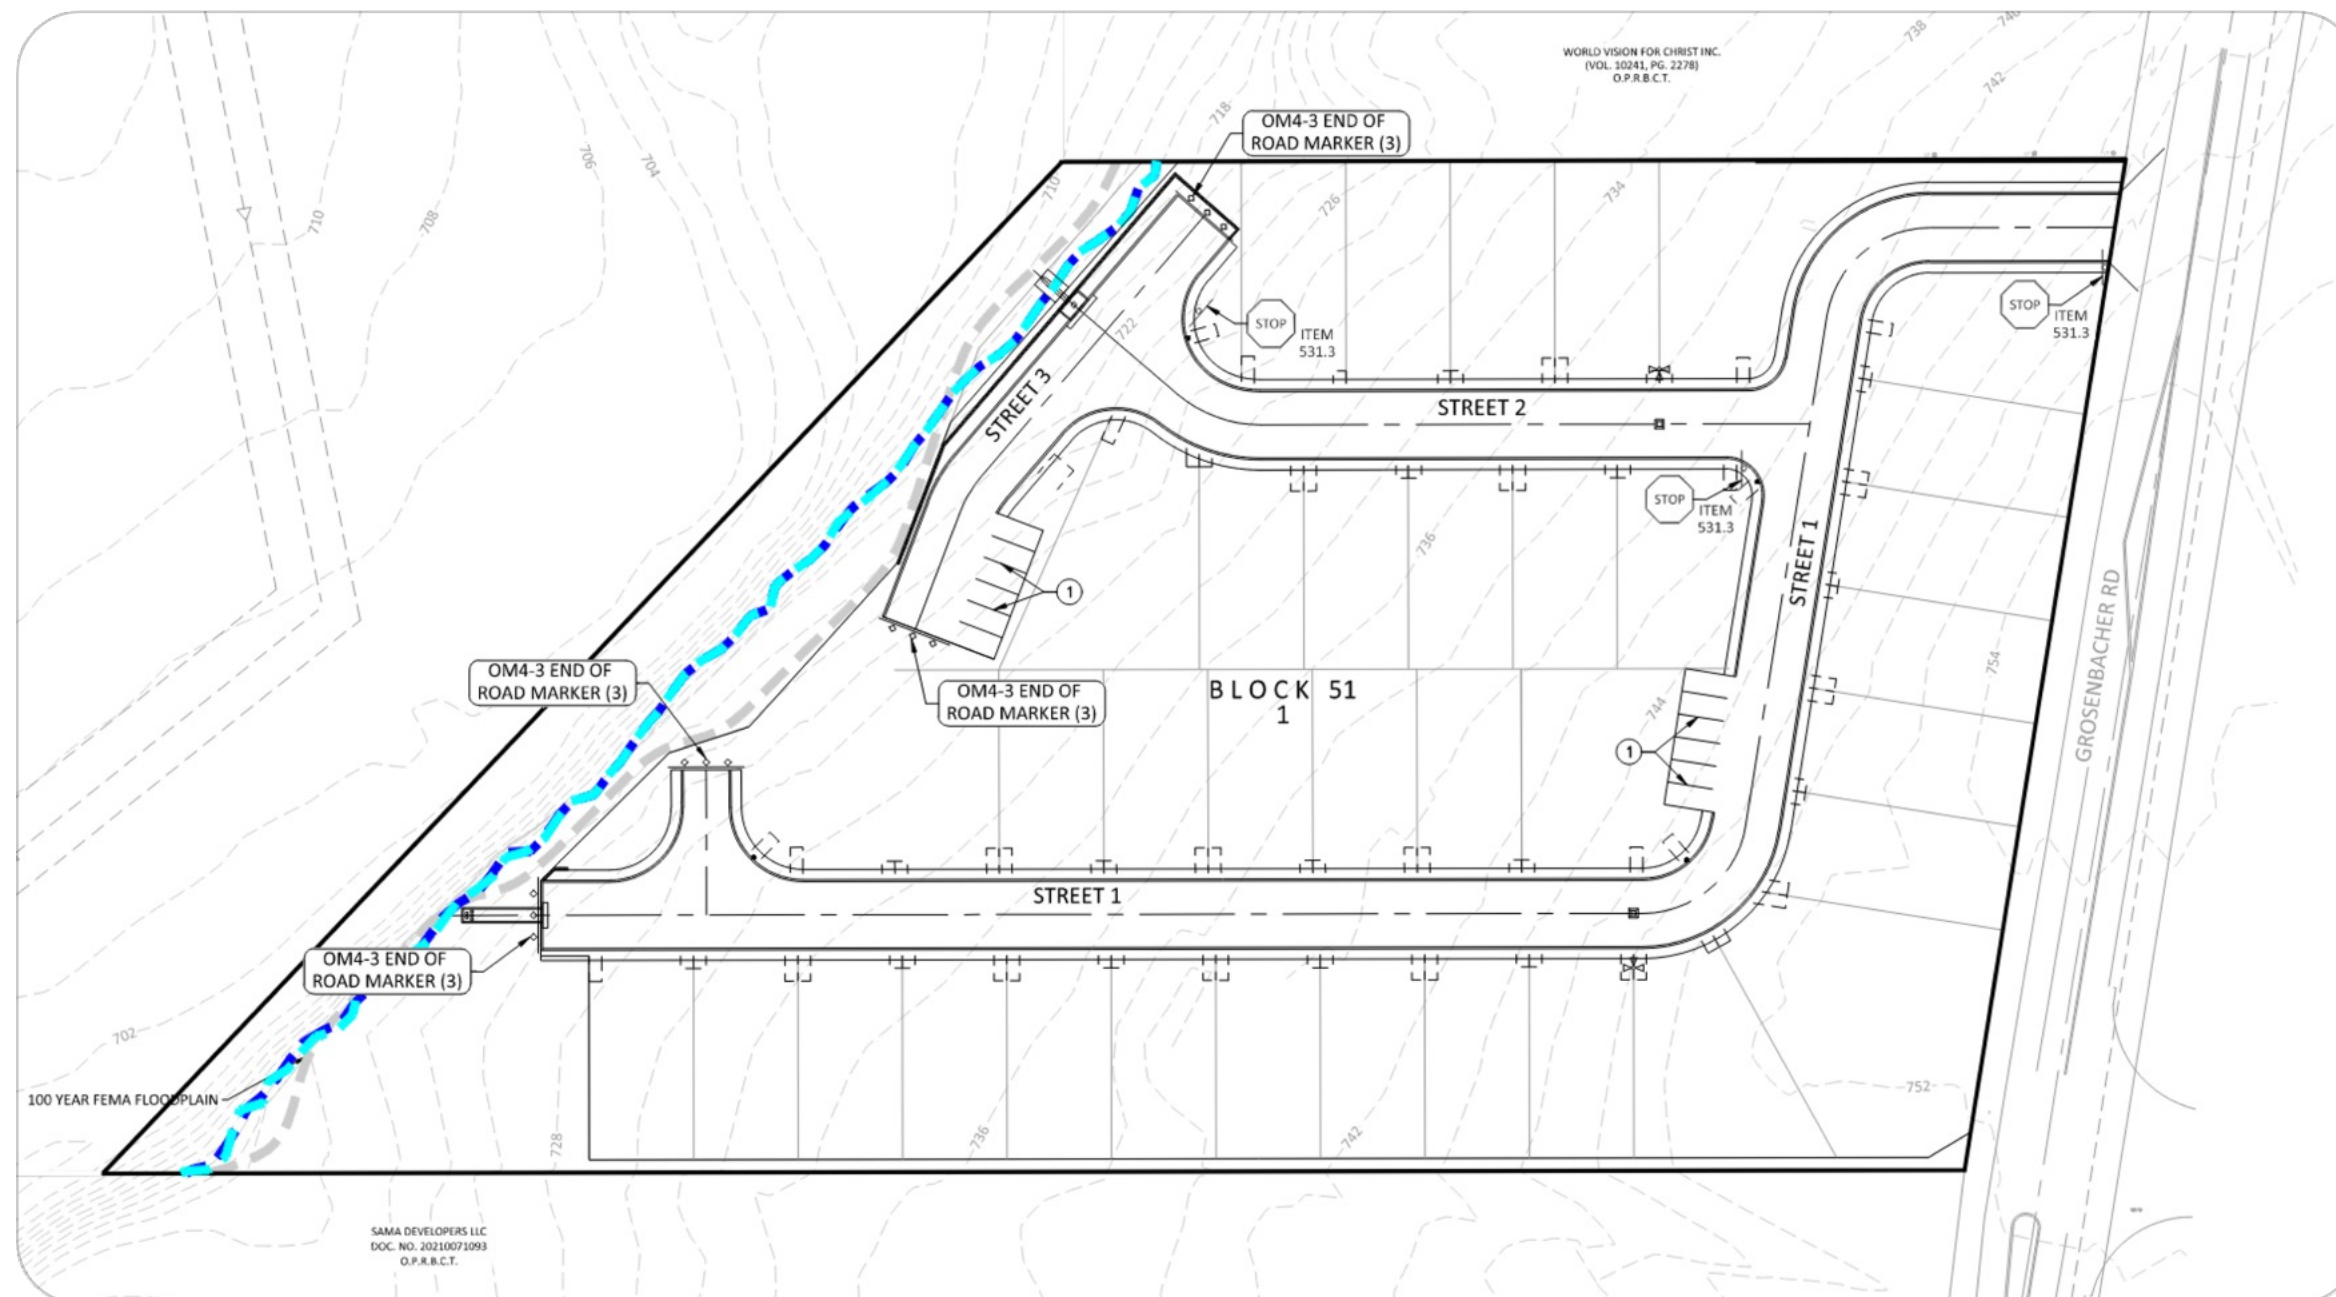 738
740
742
WORLD VISION FOR CHRIST INC.
(VOL. 10241, PG. 2278)
O.P.R.B.C.T.
718
OM4-3 END OF
ROAD MARKER (3)
706
704
710
710
708
726
734
STOP
ITEM
531.3
STOP
ITEM
531.3
722
STREET 3
STREET 2
STOP
ITEM
531.3
736
STREET 1
1
754
GROSENBACHER RD
OM4-3 END OF
ROAD MARKER (3)
OM4-3 END OF
ROAD MARKER (3)
BLOCK 51
1
744
1
STREET 1
OM4-3 END OF
ROAD MARKER (3)
702
100 YEAR FEMA FLOODPLAIN
752
728
736
742
SAMA DEVELOPERS LLC
DOC. NO. 20210071093
O.P.R.B.C.T.